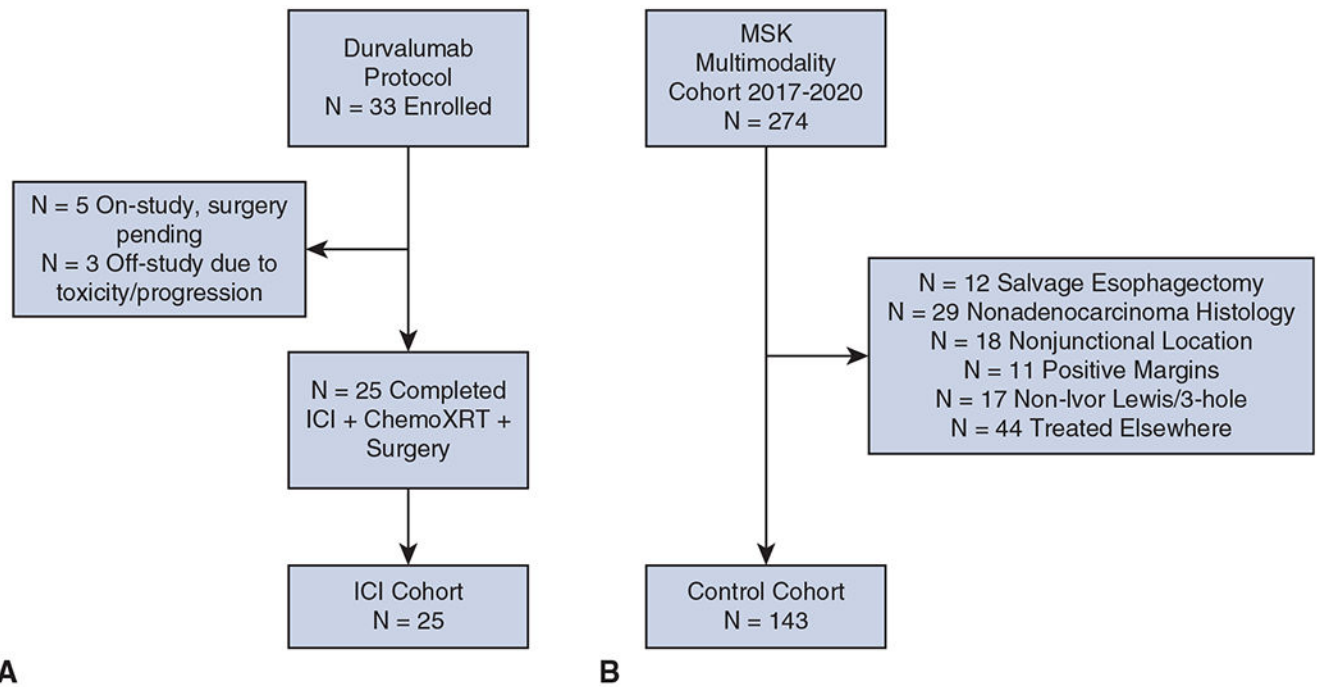 Durvalumab
Protocol
N = 33 Enrolled
N = 5 On-study, surgery
pending
N = 3 Off-study due to
toxicity/progression
N = 25 Completed
ICI + ChemoXRT +
Surgery
ICI Cohort
N = 25
A
MSK
Multimodality
Cohort 2017-2020
N = 274
N = 12 Salvage Esophagectomy
N = 29 Nonadenocarcinoma Histology
N = 18 Nonjunctional Location
N = 11 Positive Margins
N = 17 Non-Ivor Lewis/3-hole
N = 44 Treated Elsewhere
Control Cohort
N = 143
B